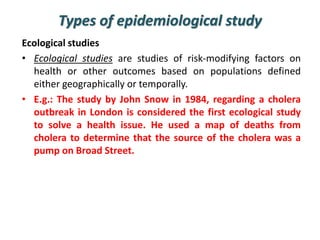 Types of epidemiological study
Ecological studies
• Ecological studies are studies of risk-modifying factors on
health or other outcomes based on populations defined
either geographically or temporally.
• E.g.: The study by John Snow in 1984, regarding a cholera
outbreak in London is considered the first ecological study
to solve a health issue. He used a map of deaths from
cholera to determine that the source of the cholera was a
pump on Broad Street.